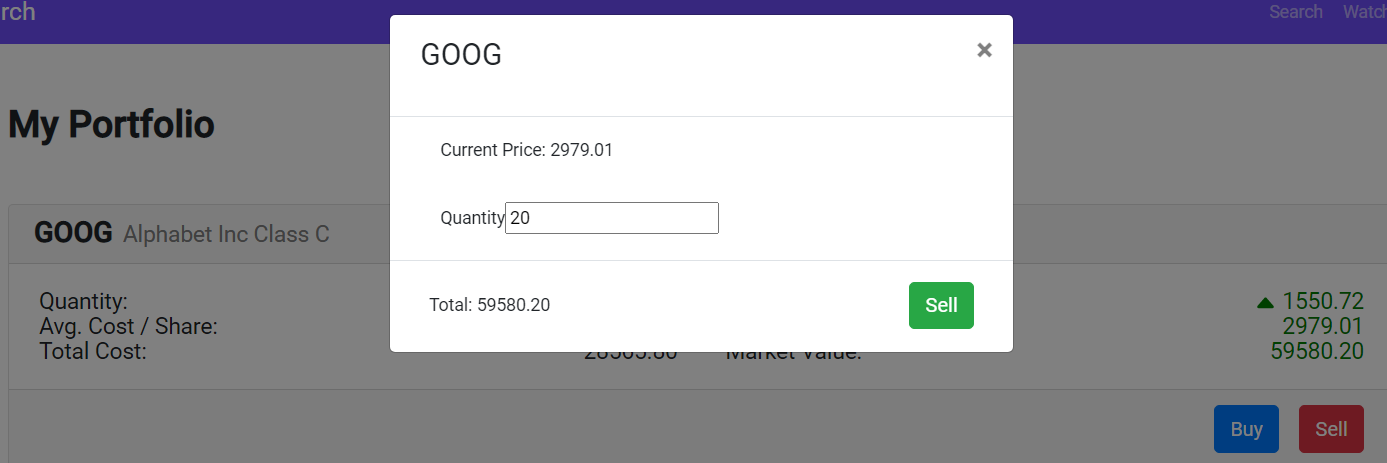 rch
Search Watch
GOOG
×
My Portfolio
Current Price: 2979.01
Quantity 20
GOOG Alphabet Inc Class C
Quantity:
1550.72
Avg. Cost / Share:
2979.01
Total: 59580.20
Sell
Total Cost:
Market Value:
59580.20
Buy Sell